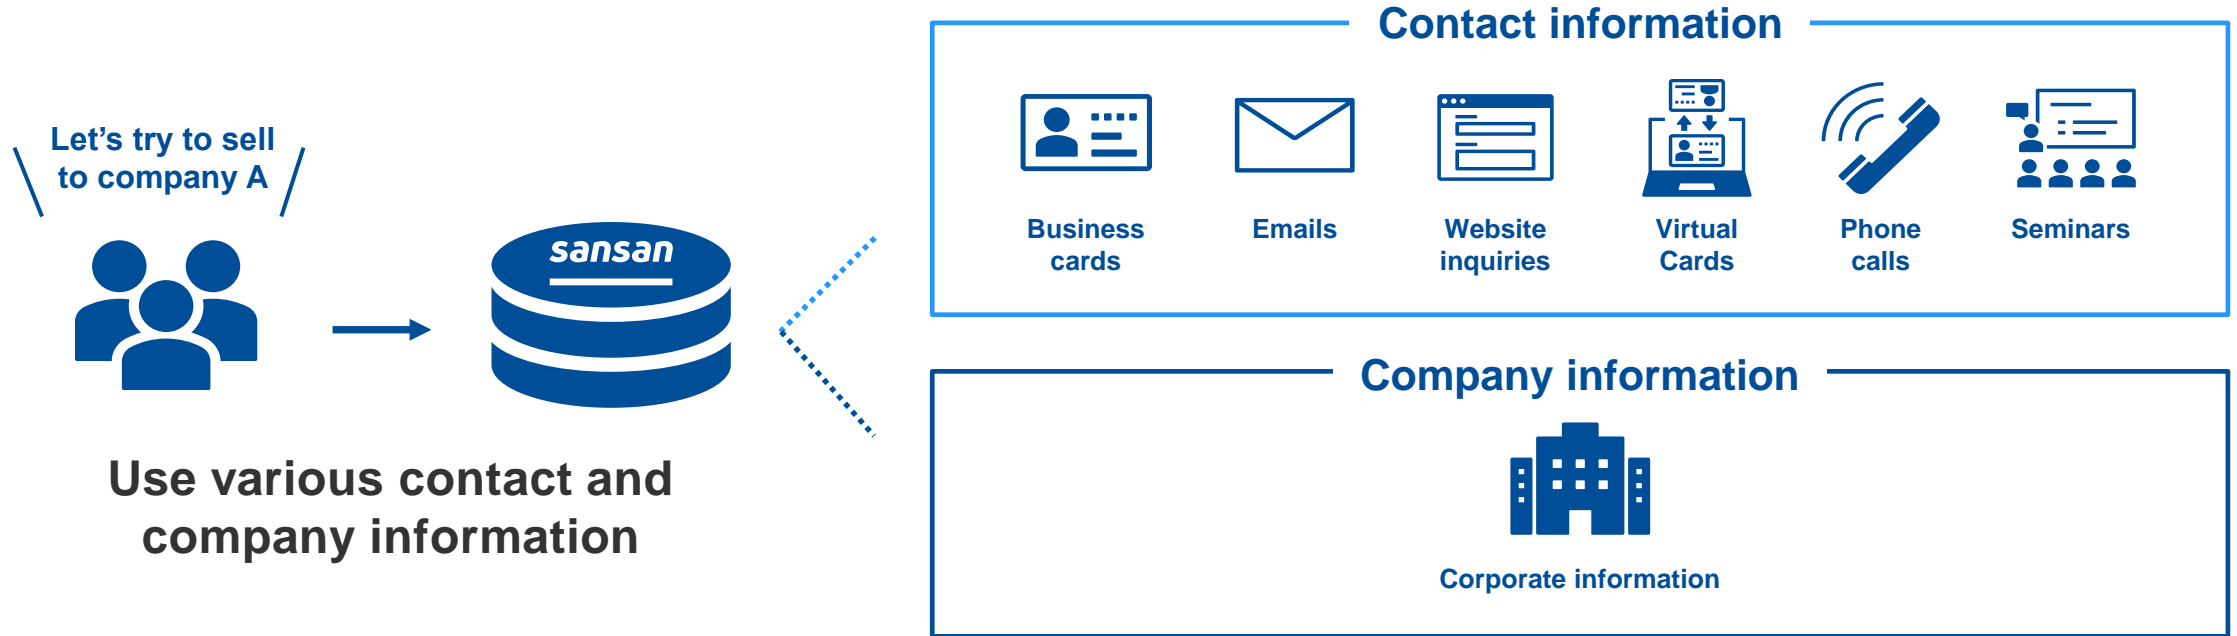 Let's try to sell
to company A
sansan
Use various contact and
company information
Contact information
Business
cards
Emails
Website
inquiries
Virtual
Cards
Phone
calls
Seminars
Company information
Corporate information